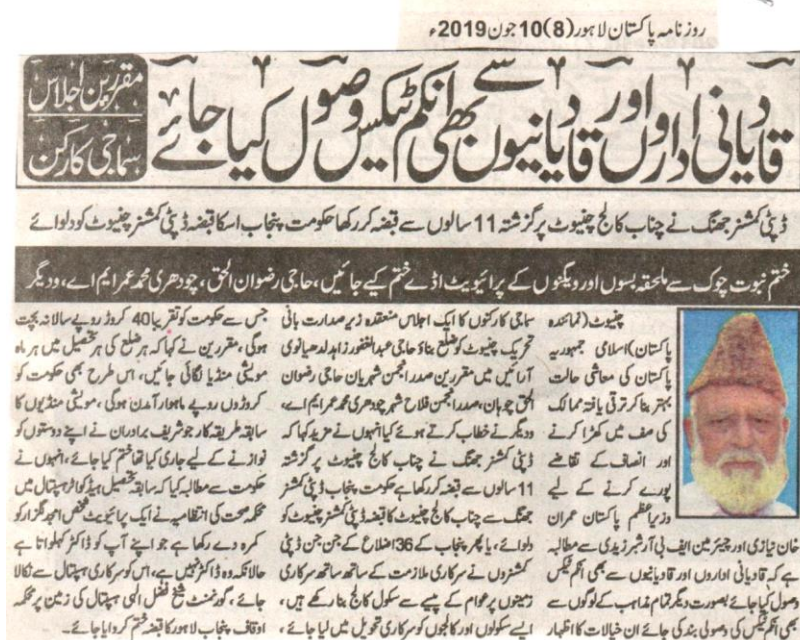 روزنامہ پاکستان لاہور (8) 10 جون 2019ء
مقررین اجلاس
سماجی کارکن
قادیانی اداروں اور قادیانیوں سے بھی انکم ٹیکس وصول کیا جائے
ڈپٹی کمشنر جھنگ نے چناب کالج چنیوٹ پر گزشتہ 11 سالوں سے قبضہ کر رکھا حکومت پنجاب اسکا قبضہ ڈپٹی کمشنر چنیوٹ کو دلوائے
ختم نبوت چوک سے ملحقہ بسوں اور ویگنوں کے پرائیویٹ اڈے ختم کیے جائیں، حاجی رضوان الحق، چودھری محمد عمر ایم اے، ودیگر
چنیوٹ (نمائندہ
پاکستان) اسلامی جمہوریہ
پاکستان کی معاشی حالت
بہتر بنا کر ترقی یافتہ ممالک
کی صف میں کھڑا کرنے
اور انصاف کے تقاضے
پورے کرنے کے لیے
وزیر اعظم پاکستان عمران
خان نیازی اور چیئرمین ایف بی آر شبر زیدی سے مطالبہ
ہے کہ قادیانی اداروں اور قادیانیوں سے بھی انکم ٹیکس
وصول کیا جائے بصورت دیگر تمام مذاہب کے لوگوں سے
بھی انکم ٹیکس کی وصولی بند کی جائے ان خیالات کا اظہار
سماجی کارکنوں کا ایک اجلاس منعقدہ زیر صدارت بانی
تحریک چنیوٹ کو ضلع بناؤ حاجی عبدالغفور زاہد لدھیانوی
آرائیں میں مقررین صدر انجمن شہریان حاجی رضوان
الحق چوہان، صدر انجمن فلاح شہر چودھری محمد عمر ایم اے،
ودیگر نے خطاب کرتے ہوئے کیا انہوں نے مزید کہا کہ
ڈپٹی کمشنر جھنگ نے چناب کالج چنیوٹ پر گزشتہ
11 سالوں سے قبضہ کر رکھا ہے حکومت پنجاب ڈپٹی کمشنر
جھنگ سے چناب کالج چنیوٹ کا قبضہ ڈپٹی کمشنر چنیوٹ کو
دلوائے، یا پھر پنجاب کے 36 اضلاع کے جن جن ڈپٹی
کمشنروں نے سرکاری ملازمت کے ساتھ ساتھ سرکاری
زمینوں پر عوام کے پیسے سے سکول کالج بنا رکھے ہیں،
ایسے سکولوں اور کالجوں کو سرکاری تحویل میں لیا جائے،
جس سے حکومت کو تقریبا 40 کروڑ روپے سالانہ بچت
ہوگی، مقررین نے کہا کہ ہر ضلع کی ہر تحصیل میں ہر ماہ
مویشی منڈیا لگائی جائیں، اس طرح بھی حکومت کو
کروڑوں روپے ماہوار آمدن ہوگی، مویشی منڈیوں کا
سابقہ طریقہ کار جو شریف برادران نے اپنے دوستوں کو
نوازنے کے لیے جاری کیا تھا ختم کیا جائے، انہوں نے
حکومت سے مطالبہ کیا کہ سابقہ تحصیل ہیڈکوارٹر ہسپتال میں
محکمہ صحت کی انتظامیہ نے ایک پرائیویٹ شخص امجد گلزار کو
کمرہ دے رکھا ہے جو اپنے آپ کو ڈاکٹر کہلواتا ہے
حالانکہ وہ ڈاکٹر نہیں ہے، اس کو سرکاری ہسپتال سے نکالا
جائے، گورنمنٹ شیخ فضل الہی ہسپتال کی زمین پر محکمہ
اوقاف پنجاب لاہور کا قبضہ ختم کروایا جائے۔